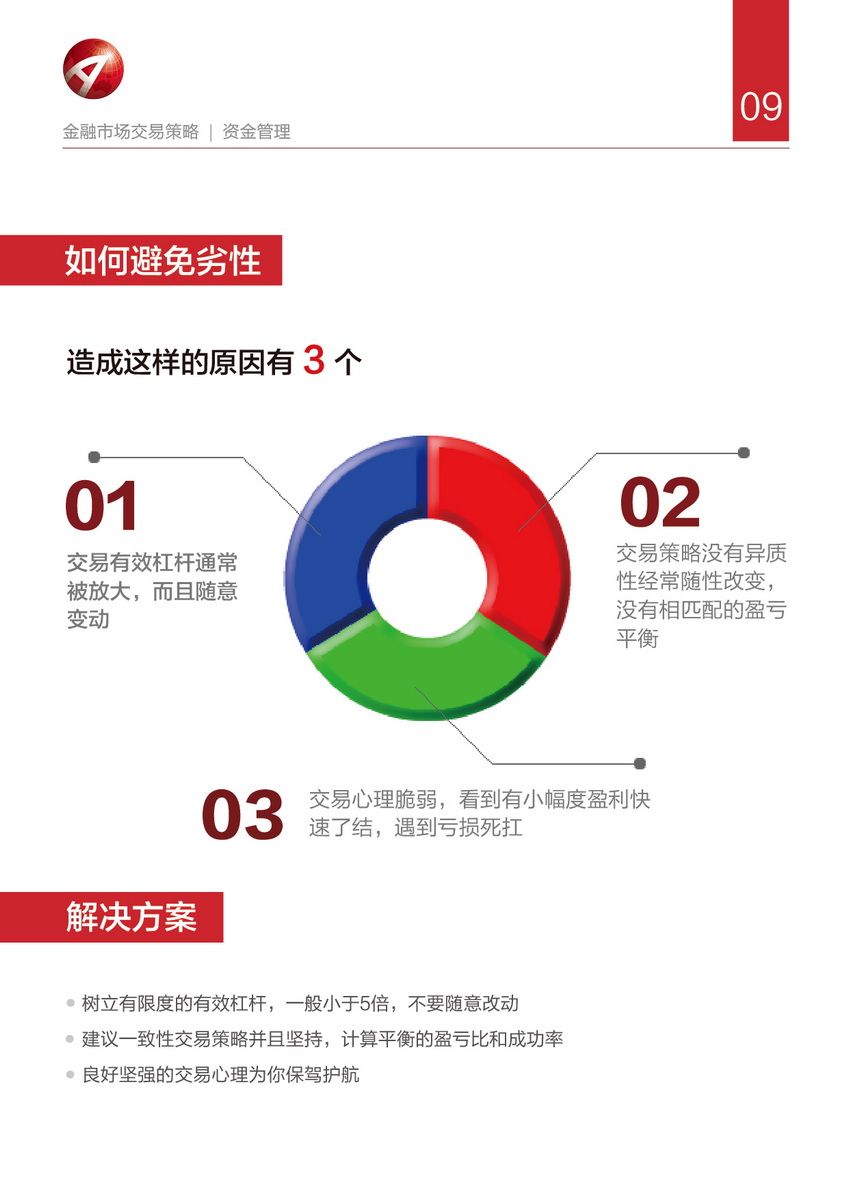 金融市场交易策略 | 资金管理
09
如何避免劣性
造成这样的原因有 3 个
01
交易有效杠杆通常
被放大，而且随意
变动
02
交易策略没有异质
性经常随性改变，
没有相匹配的盈亏
平衡
03
交易心理脆弱，看到有小幅度盈利快
速了结，遇到亏损死扛
解决方案
树立有限度的有效杠杆，一般小于5倍，不要随意改动
建议一致性交易策略并且坚持，计算平衡的盈亏比和成功率
良好坚强的交易心理为你保驾护航